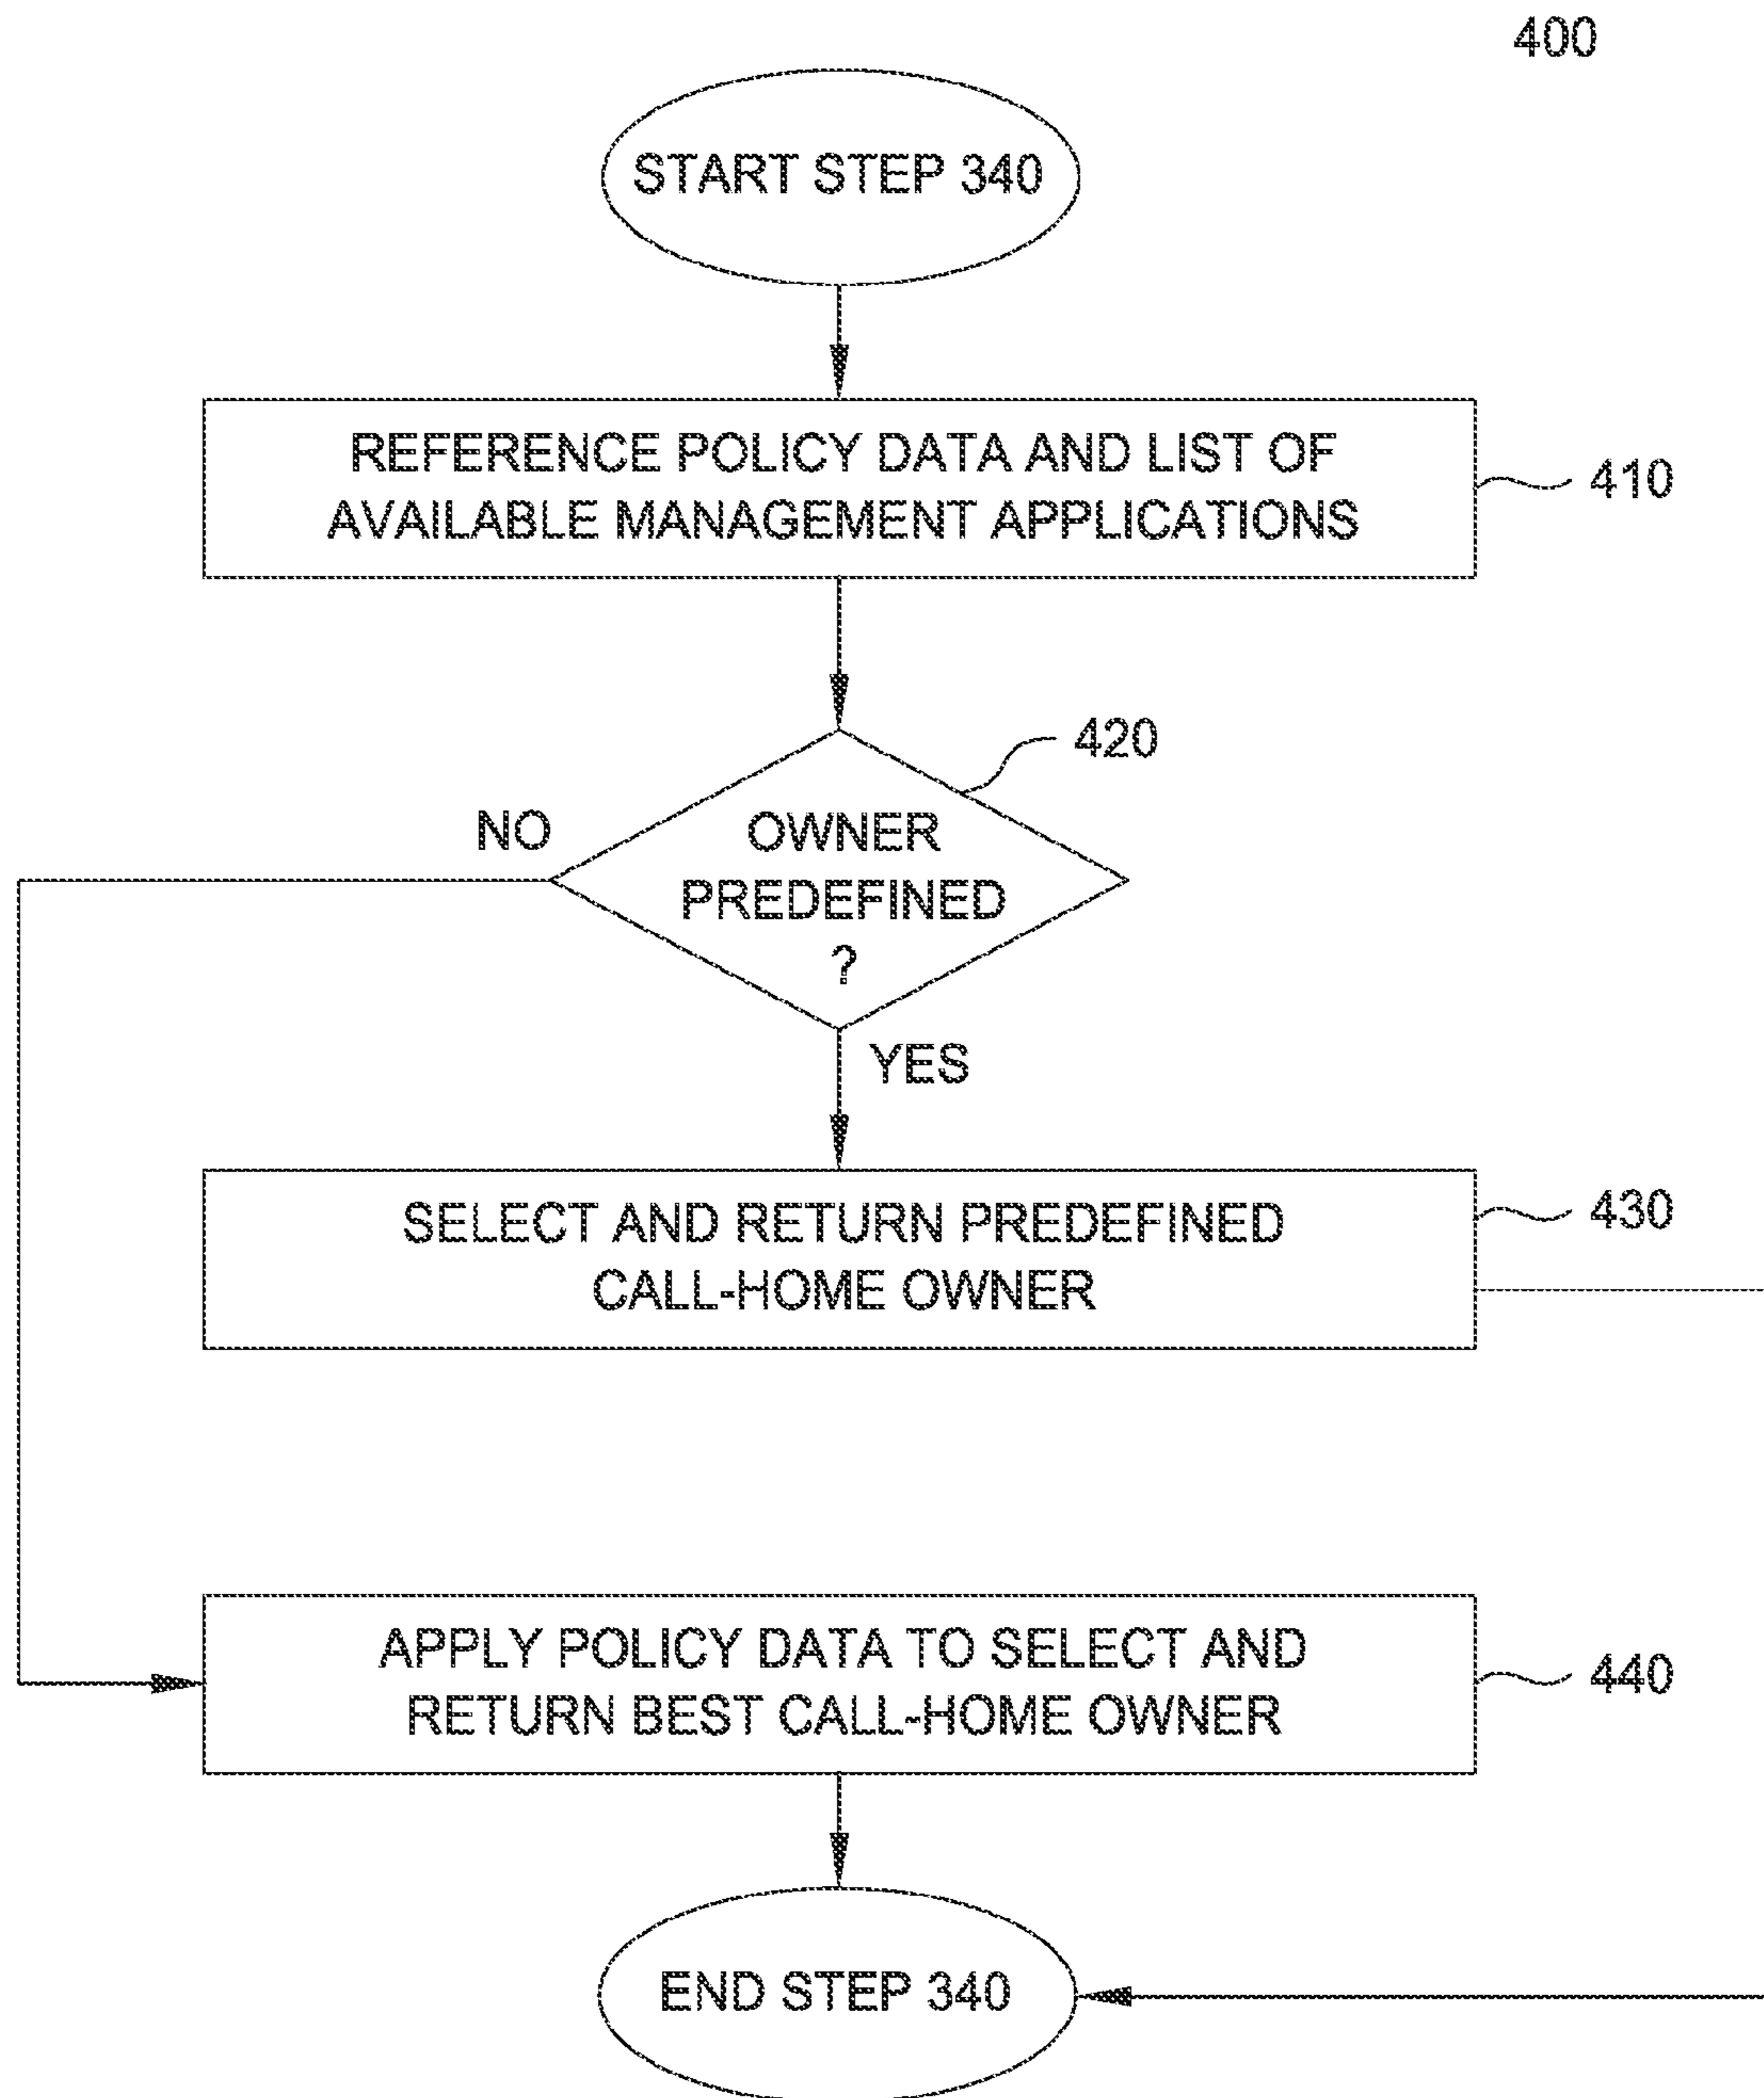 400
START STEP 340
REFERENCE POLICY DATA AND LIST OF
AVAILABLE MANAGEMENT APPLICATIONS
410
420
NO
OWNER
PREDEFINED
?
YES
SELECT AND RETURN PREDEFINED
CALL-HOME OWNER
430
APPLY POLICY DATA TO SELECT AND
RETURN BEST CALL-HOME OWNER
440
END STEP 340